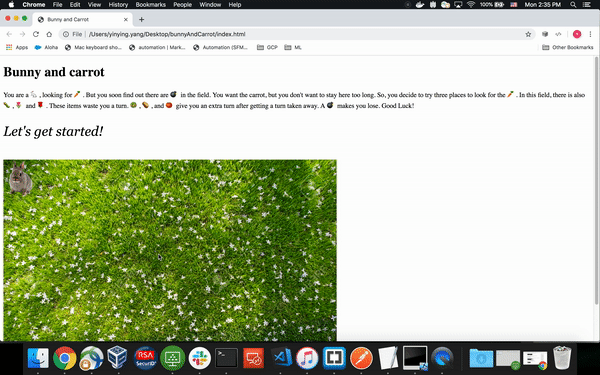 Chrome File Edit View History Bookmarks People Window Help 100% Mon 2:35 PM
Bunny and Carrot
File /Users/yinying.yang/Desktop/bunnyAndCarrot/index.html
Apps Aloha Mac keyboard sho... automation | Mark... Automation (SFM... GCP ML Other Bookmarks
Bunny and carrot
You are a 🐇 , looking for 🥕 . But you soon find out there are 💣 in the field. You want the carrot, but you don't want to stay here too long. So, you decide to try three places to look for the 🥕 . In this field, there is also
🥒 , 🌷 and 🌹 . These items waste you a turn. 🍈 , 🥔 , and 🍅 give you an extra turn after getting a turn taken away. A 💣 makes you lose. Good Luck!
Let's get started!
RSA
SecurID